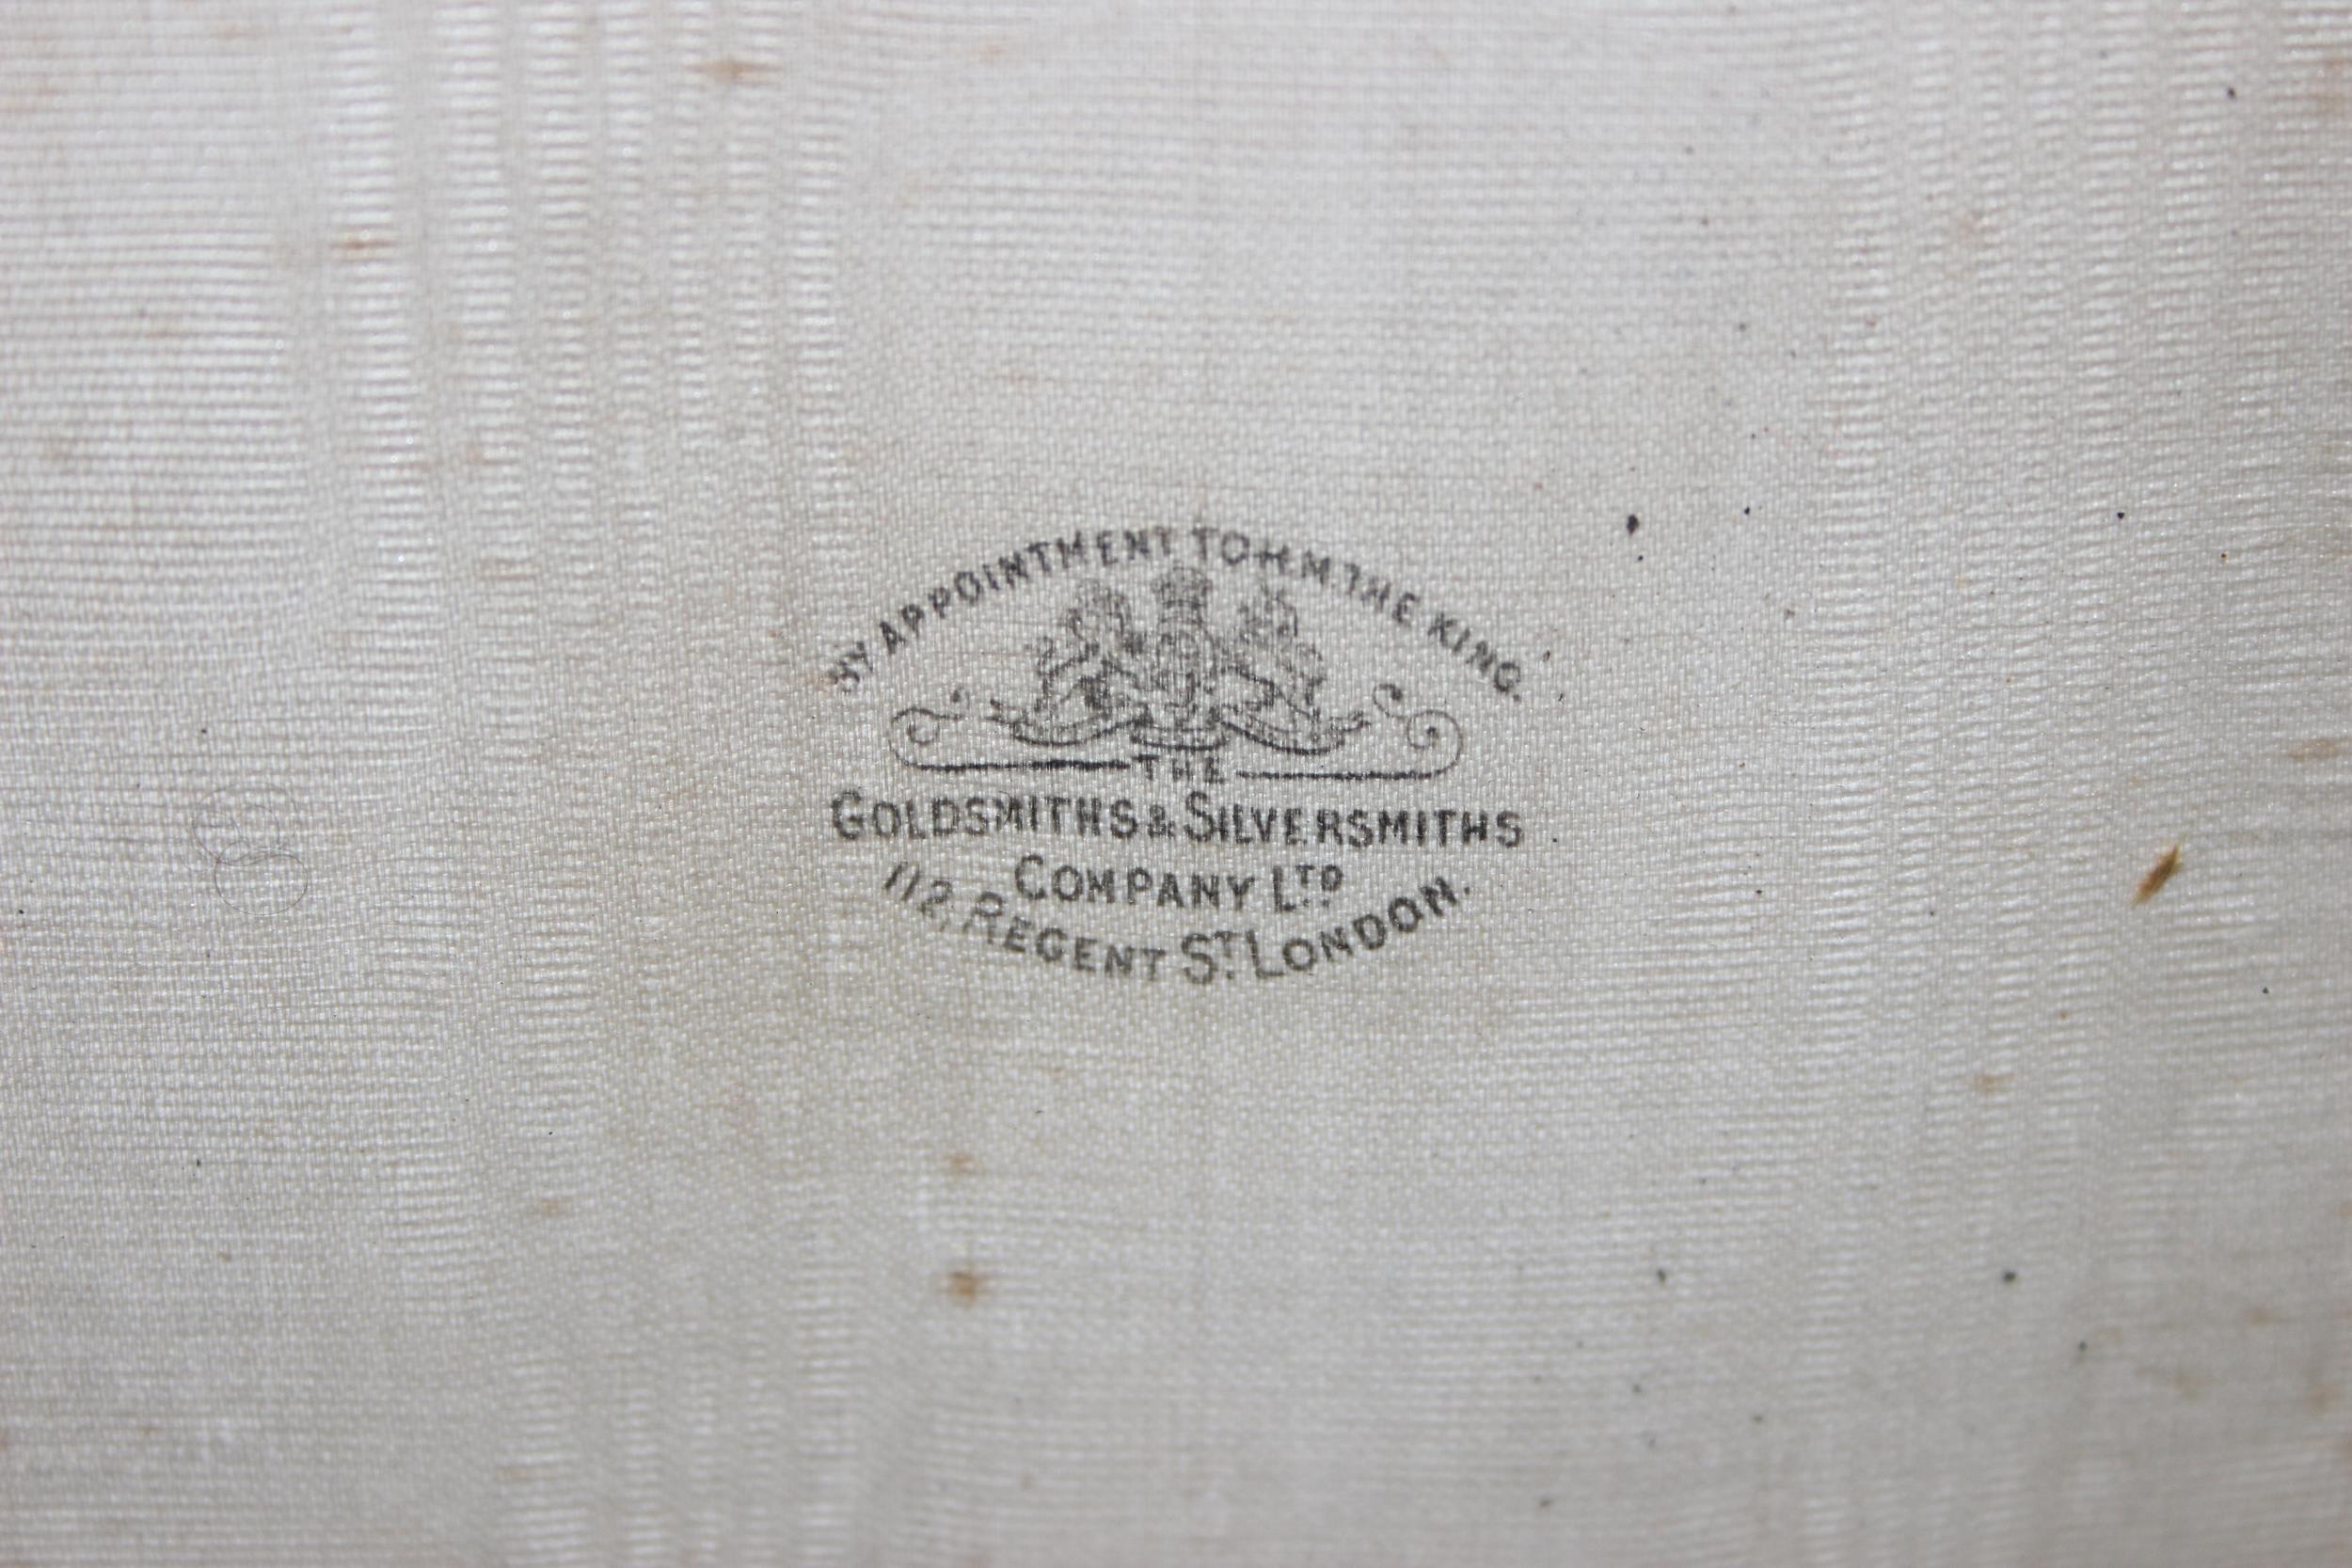 BY APPOINTMENT TO H.M. THE KING.
THE
GOLDSMITHS & SILVERSMITHS
COMPANY LTD
112, REGENT ST. LONDON.